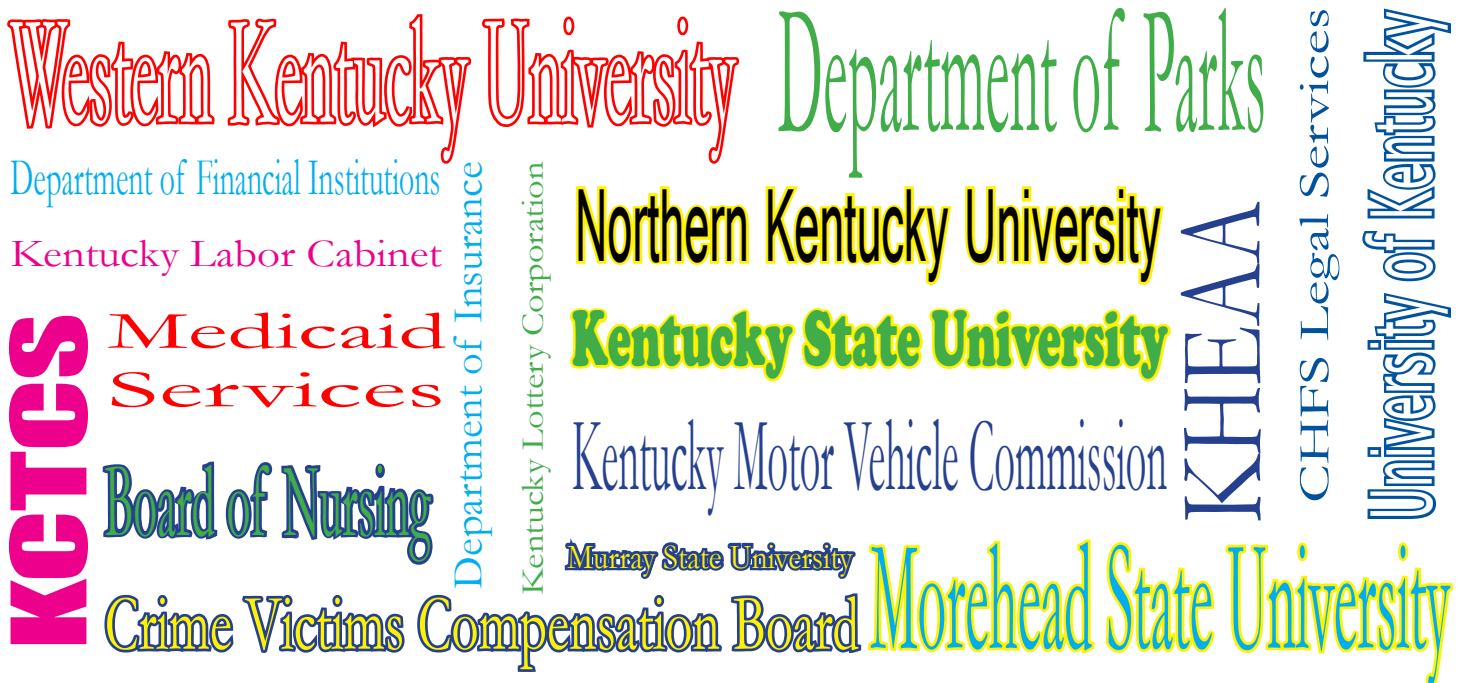 Western Kentucky University
Department of Parks
CHFS Legal Services
University of Kentucky
Department of Financial Institutions
Department of Insurance
Kentucky Lottery Corporation
Northern Kentucky University
KHEAA
Kentucky Labor Cabinet
KCTCS
Medicaid
Services
Kentucky State University
Kentucky Motor Vehicle Commission
Board of Nursing
Murray State University
Morehead State University
Crime Victims Compensation Board